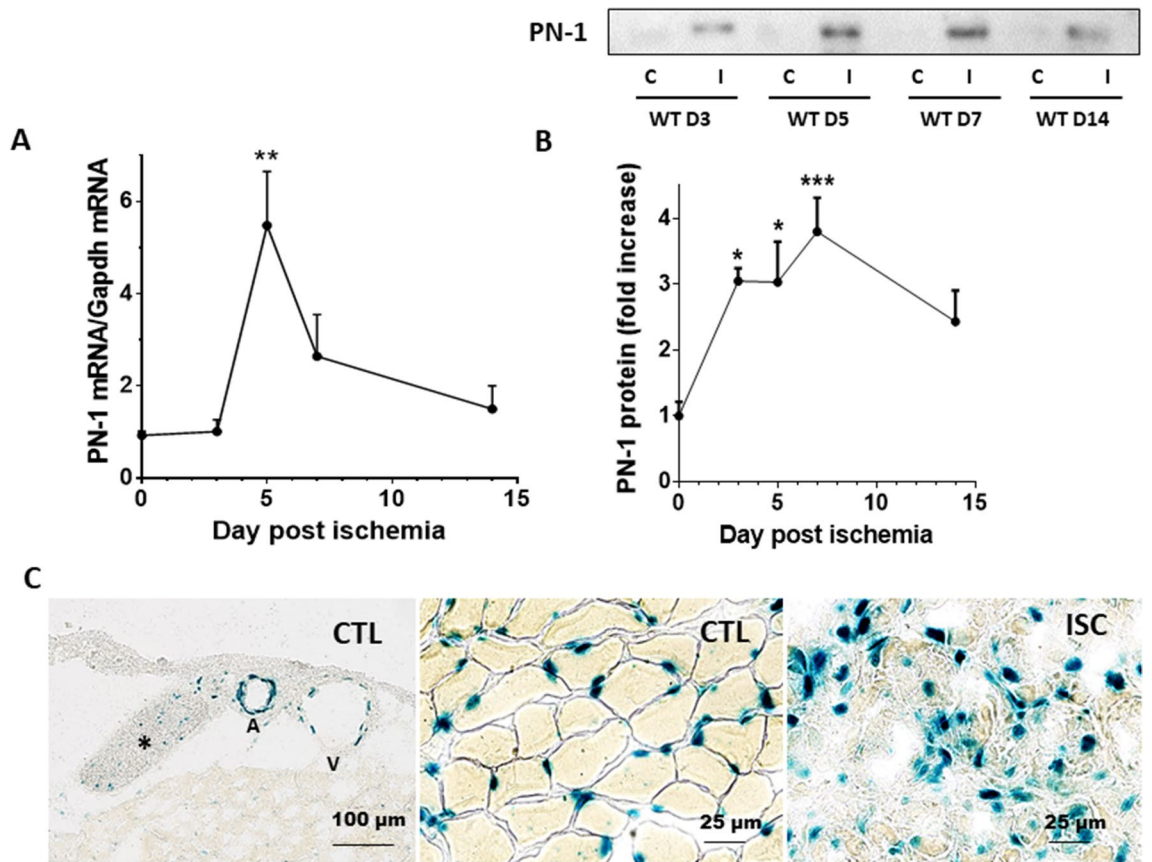 PN-1
C I C I C I C I
WT D3 WT D5 WT D7 WT D14
A
PN-1 mRNA/Gapdh mRNA
6
4
2
0
**
0 5 10 15
Day post ischemia
B
PN-1 protein (fold increase)
4
3
2
1
0
*
*
***
0 5 10 15
Day post ischemia
C
CTL
A
*
V
100 µm
CTL
25 µm
ISC
25 µm